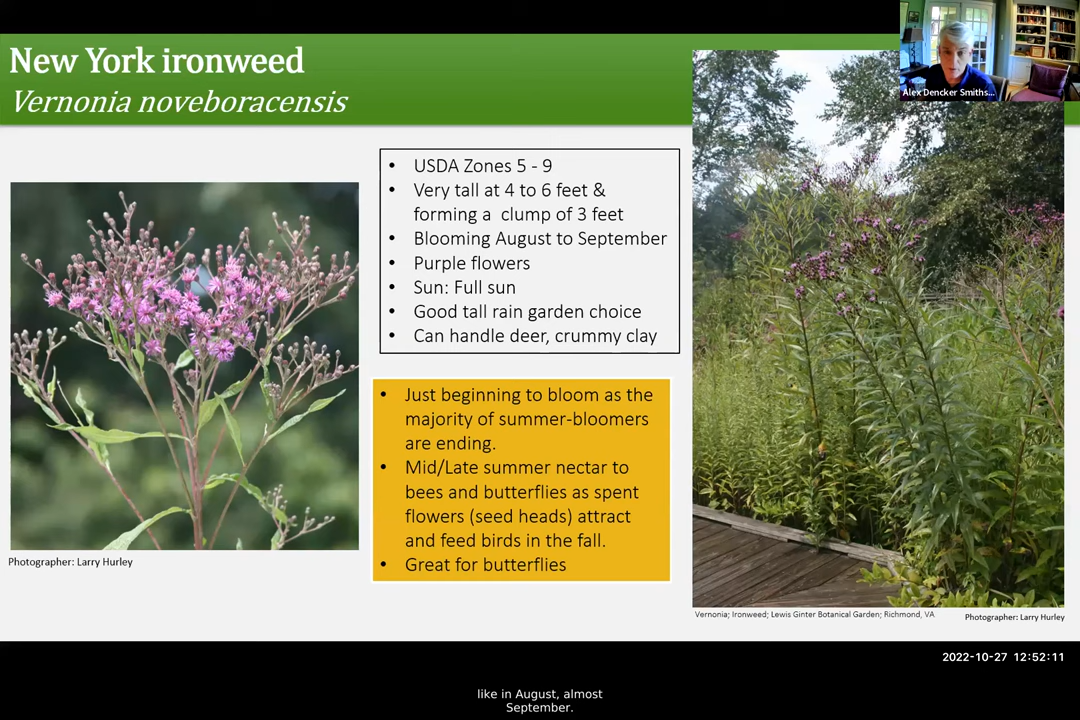 New York ironweed
Vernonia noveboracensis
Alex Dencker Smiths...
• USDA Zones 5 - 9
• Very tall at 4 to 6 feet &
forming a clump of 3 feet
• Blooming August to September
• Purple flowers
• Sun: Full sun
• Good tall rain garden choice
• Can handle deer, crummy clay
• Just beginning to bloom as the
majority of summer-bloomers
are ending.
• Mid/Late summer nectar to
bees and butterflies as spent
flowers (seed heads) attract
and feed birds in the fall.
• Great for butterflies
Photographer: Larry Hurley
Vernonia; Ironweed; Lewis Ginter Botanical Garden; Richmond, VA
Photographer: Larry Hurley
2022-10-27 12:52:11
like in August, almost
September.